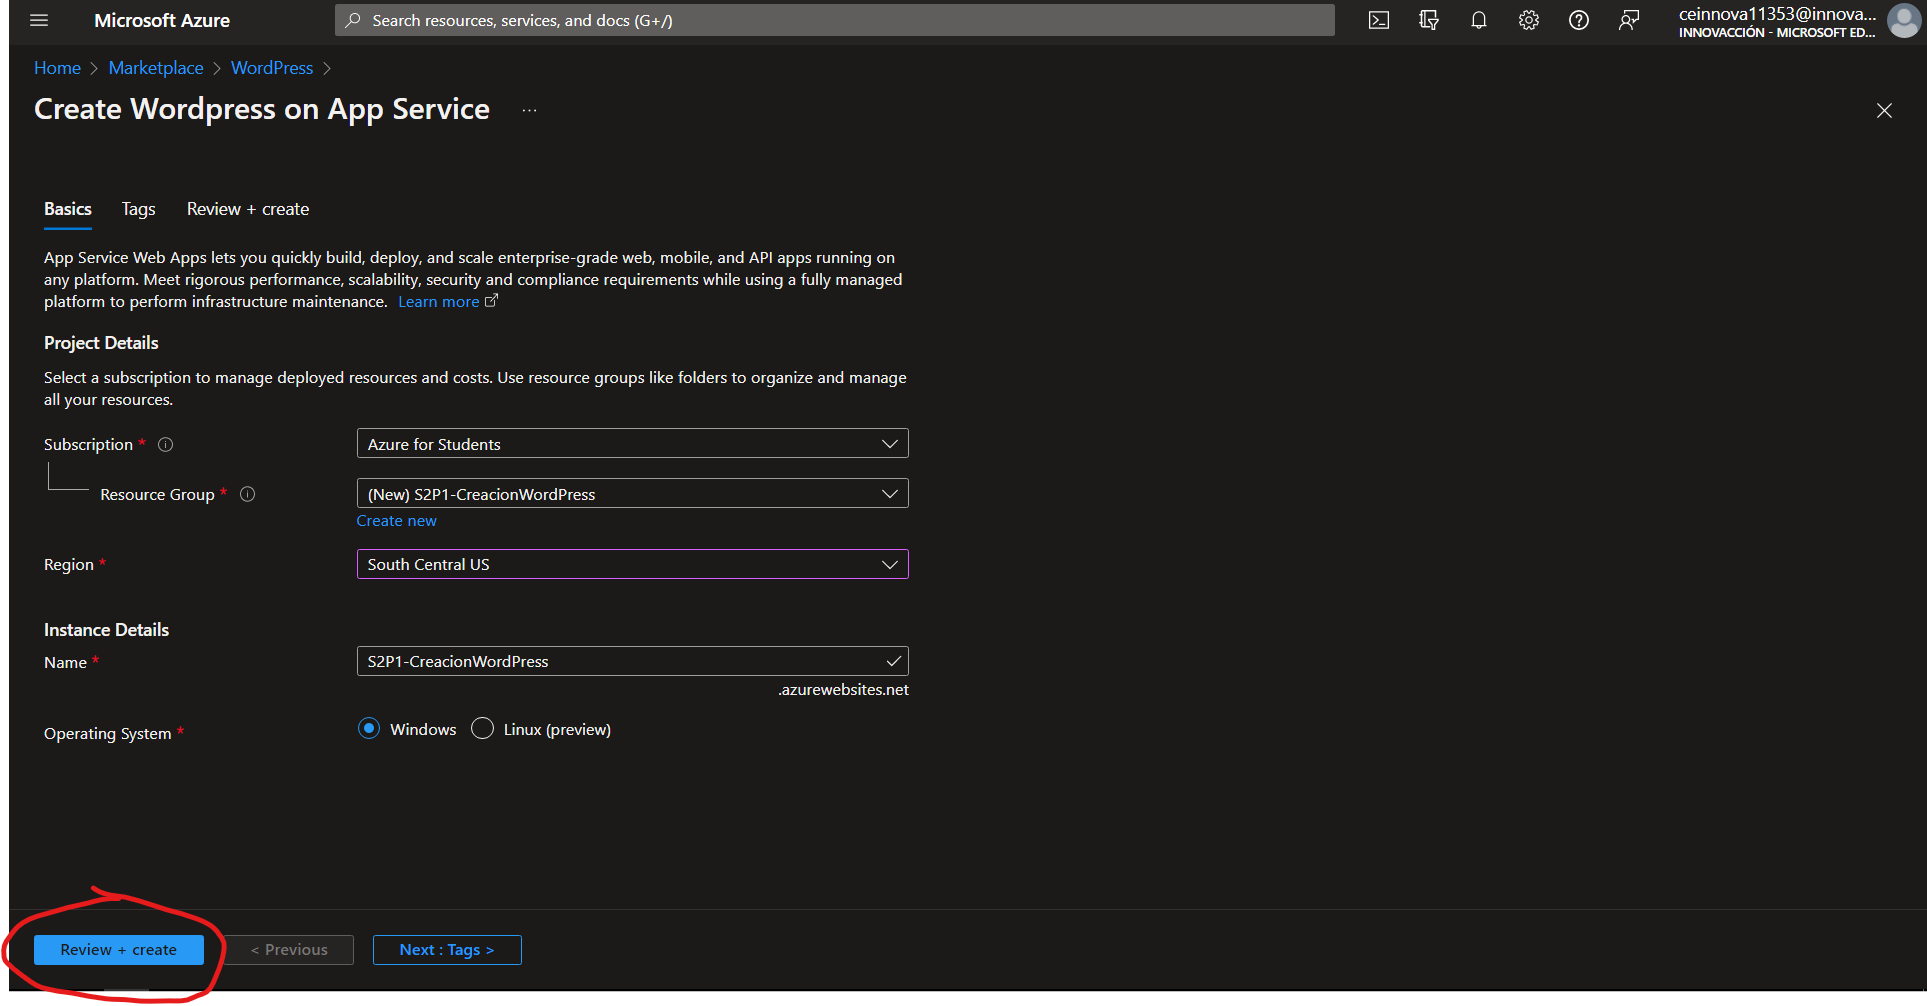 Microsoft Azure
Search resources, services, and docs (G+/)
ceinnova11353@innova...
INNOVACCIÓN - MICROSOFT ED...
Home > Marketplace > WordPress >
Create Wordpress on App Service ...
Basics Tags Review + create
App Service Web Apps lets you quickly build, deploy, and scale enterprise-grade web, mobile, and API apps running on
any platform. Meet rigorous performance, scalability, security and compliance requirements while using a fully managed
platform to perform infrastructure maintenance. Learn more
Project Details
Select a subscription to manage deployed resources and costs. Use resource groups like folders to organize and manage
all your resources.
Subscription * Azure for Students
Resource Group * (New) S2P1-CreacionWordPress
Create new
Region * South Central US
Instance Details
Name * S2P1-CreacionWordPress
.azurewebsites.net
Operating System * Windows Linux (preview)
Review + create < Previous Next : Tags >